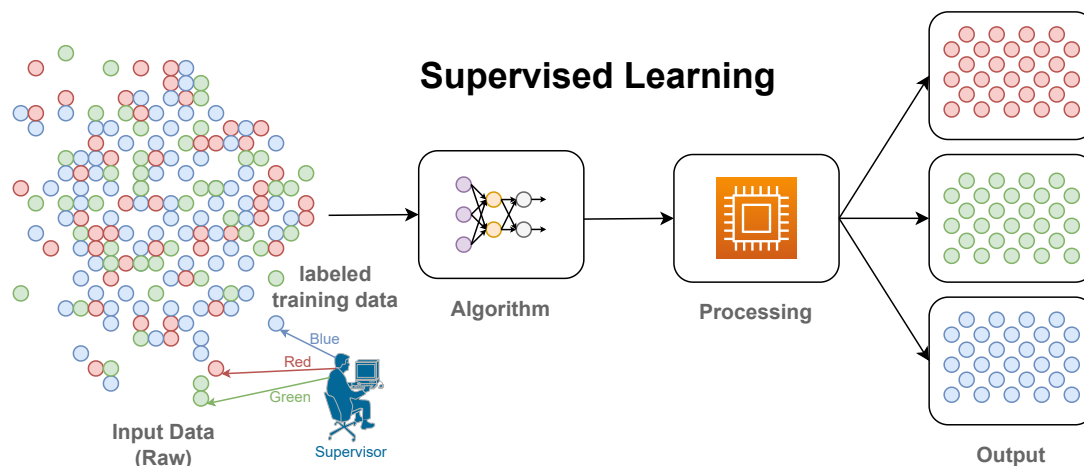 Supervised Learning
labeled
training data
Blue
Red
Green
Supervisor
Input Data
(Raw)
Algorithm
Processing
Output